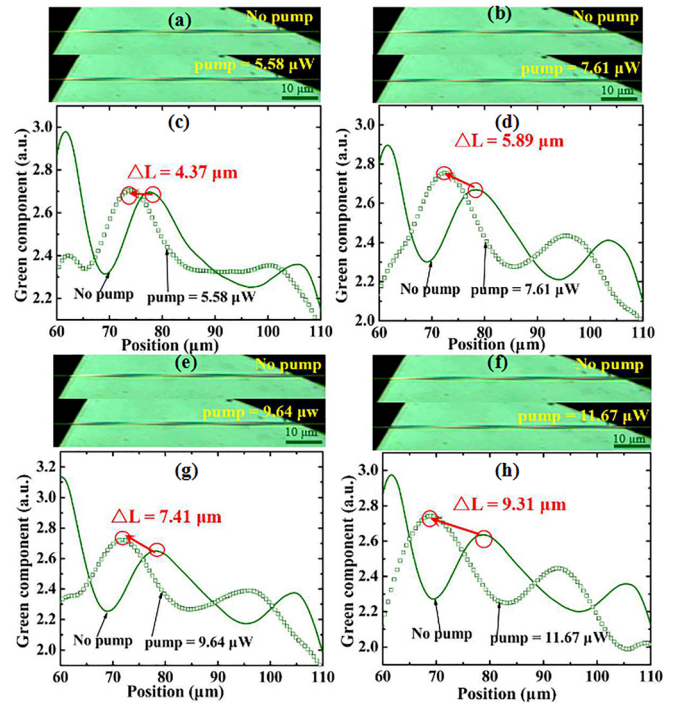 (a)
No pump
pump = 5.58 µW
10 µm
(b)
No pump
pump = 7.61 µW
10 µm
(c)
△L = 4.37 µm
No pump
pump = 5.58 µW
Green component (a.u.)
3.0
2.8
2.6
2.4
2.2
60 70 80 90 100 110
Position (µm)
(d)
△L = 5.89 µm
No pump
pump = 7.61 µW
Green component (a.u.)
3.0
2.8
2.6
2.4
2.2
2.0
60 70 80 90 100 110
Position (µm)
(e)
No pump
pump = 9.64 µw
10 µm
(f)
No pump
pump = 11.67 µW
10 µm
(g)
△L = 7.41 µm
No pump
pump = 9.64 µW
Green component (a.u.)
3.2
3.0
2.8
2.6
2.4
2.2
2.0
60 70 80 90 100 110
Position (µm)
(h)
△L = 9.31 µm
No pump
pump = 11.67 µW
Green component (a.u.)
3.0
2.8
2.6
2.4
2.2
2.0
60 70 80 90 100 110
Position (µm)